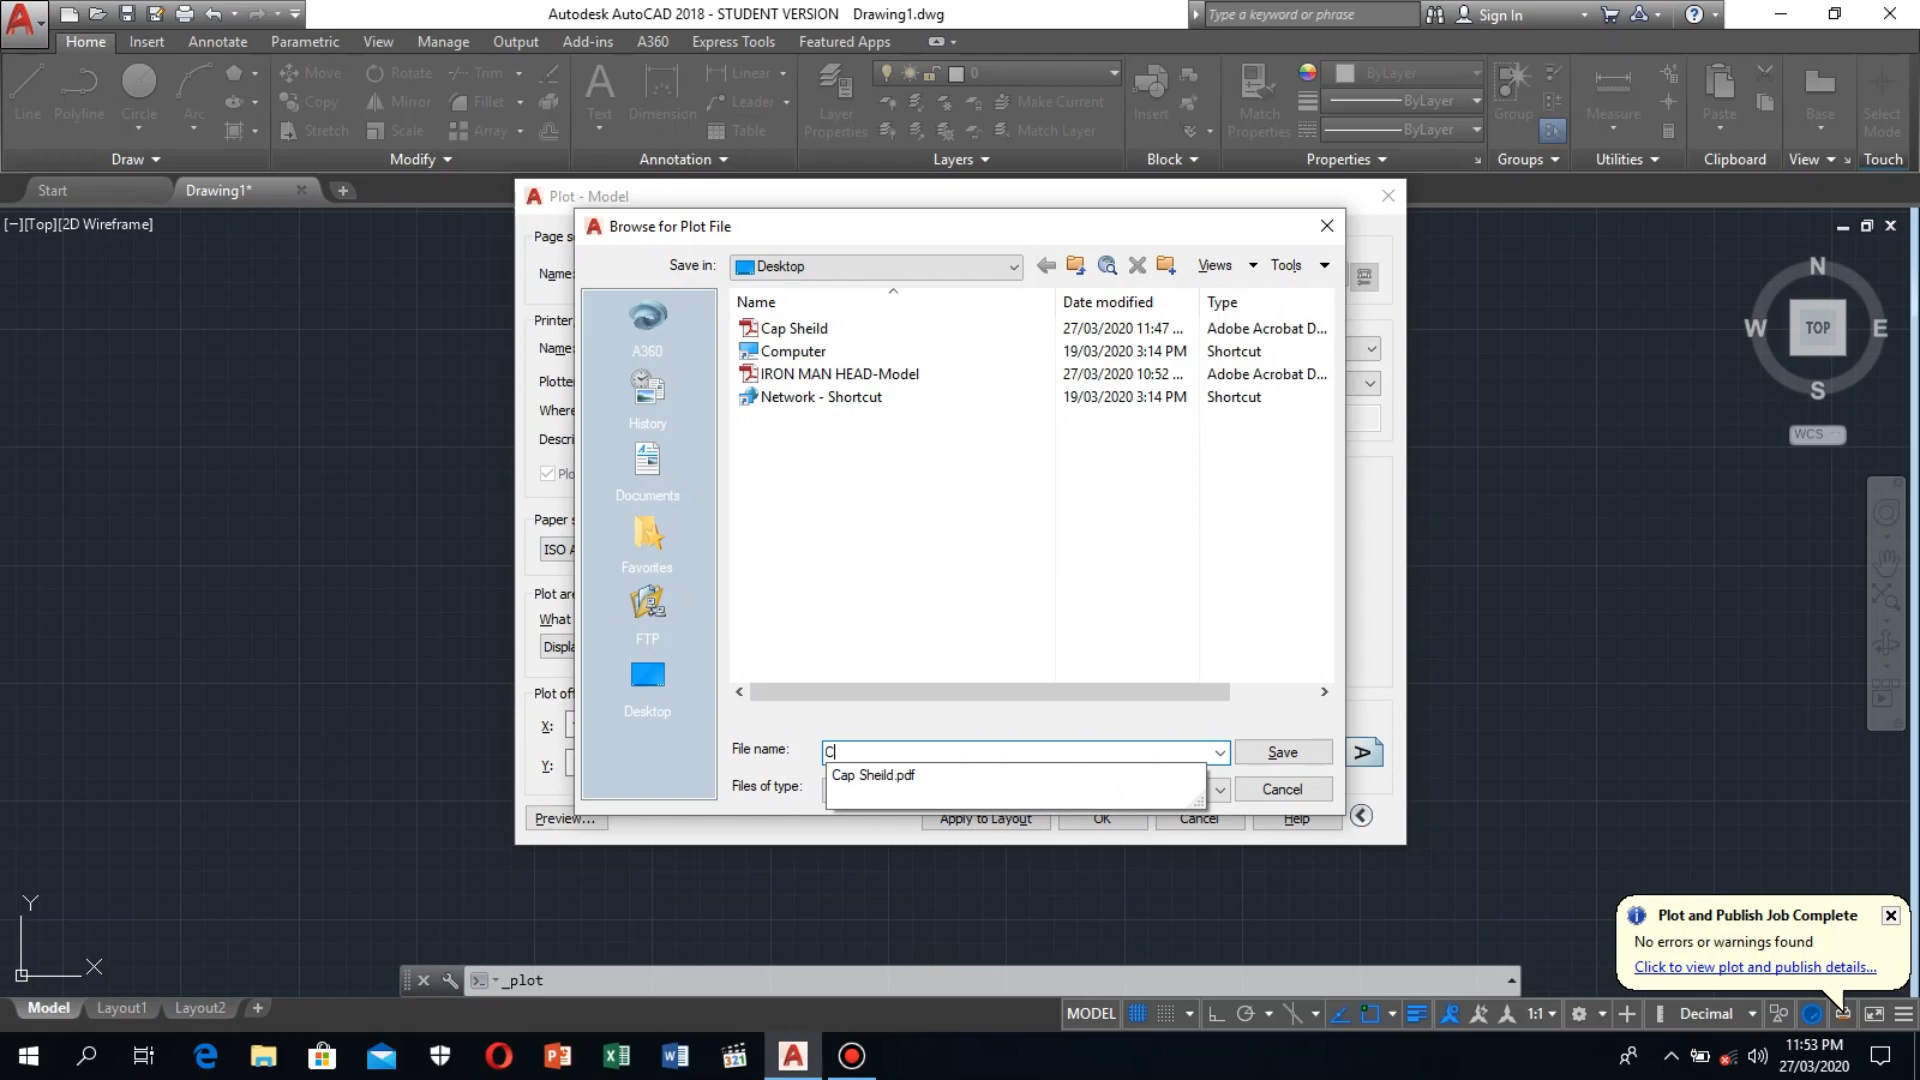 Autodesk AutoCAD 2018 - STUDENT VERSION Drawing1.dwg
Type a keyword or phrase
Sign In
Home Insert Annotate Parametric View Manage Output Add-ins A360 Express Tools Featured Apps
Line Polyline Circle Arc
Move Rotate Trim
Copy Mirror Fillet
Stretch Scale Array
Text Dimension
Linear
Leader
Table
Layer Properties
0
Make Current
Match Layer
Insert
Match Properties
ByLayer
ByLayer
ByLayer
Group
Measure
Paste
Base
Select Mode
Draw Modify Annotation Layers Block Properties Groups Utilities Clipboard View Touch
Start Drawing1*
[−][Top][2D Wireframe]
Plot - Model
Page s
Name:
Printer
Name:
Plotte
Where
Descri
Plo
Paper s
ISO A
Plot are
What
Displa
Plot off
X:
Y:
Preview... Apply to Layout OK Cancel Help
Browse for Plot File
Save in: Desktop Views Tools
A360
History
Documents
Favorites
FTP
Desktop
Name Date modified Type
Cap Sheild 27/03/2020 11:47 ... Adobe Acrobat D...
Computer 19/03/2020 3:14 PM Shortcut
IRON MAN HEAD-Model 27/03/2020 10:52 ... Adobe Acrobat D...
Network - Shortcut 19/03/2020 3:14 PM Shortcut
File name: C Save
Cap Sheild.pdf
Files of type: Cancel
N
W TOP E
S
WCS
Plot and Publish Job Complete
No errors or warnings found
Click to view plot and publish details...
Y
X
_plot
Model Layout1 Layout2
MODEL 1:1 Decimal
321
11:53 PM
27/03/2020